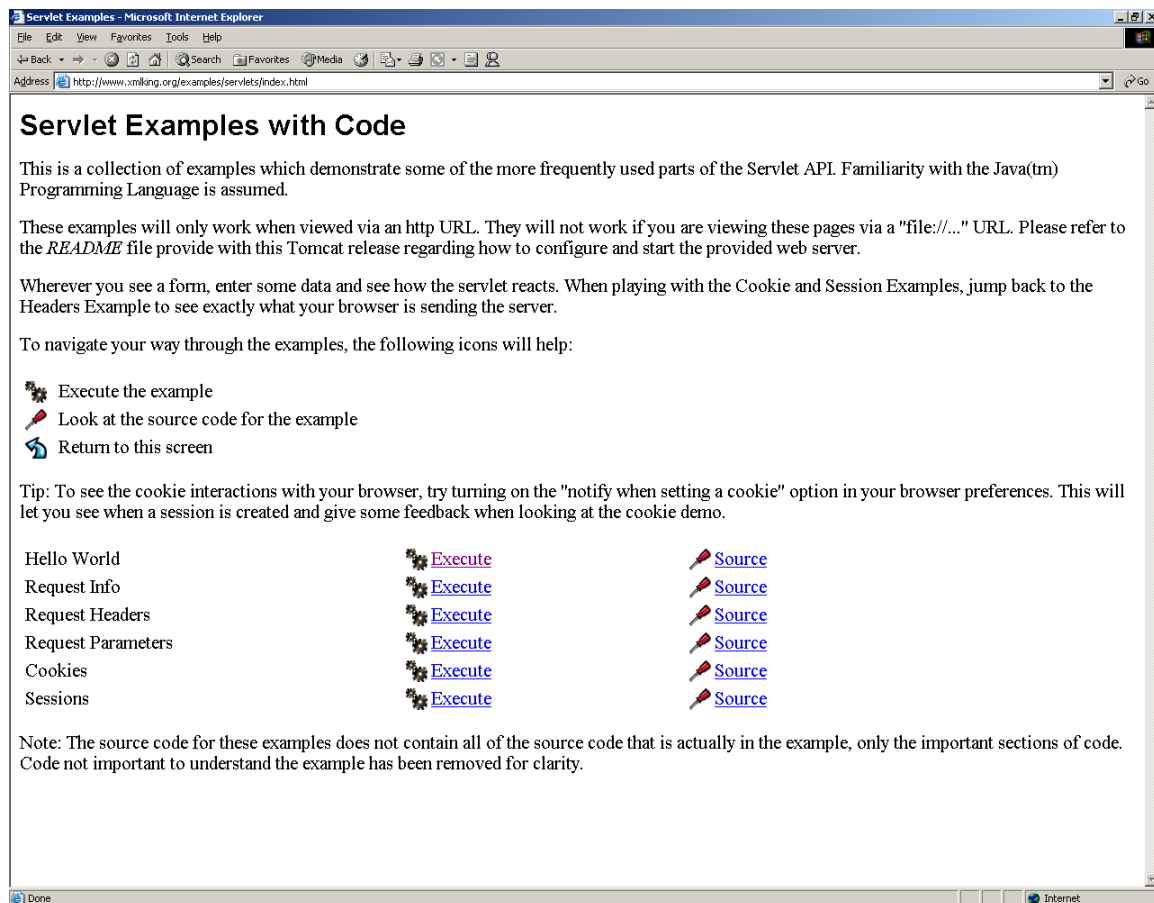 Servlet Examples - Microsoft Internet Explorer
File Edit View Favorites Tools Help
Back Search Favorites Media
Address http://www.xmlking.org/examples/servlets/index.html Go
Servlet Examples with Code
This is a collection of examples which demonstrate some of the more frequently used parts of the Servlet API. Familiarity with the Java(tm)
Programming Language is assumed.
These examples will only work when viewed via an http URL. They will not work if you are viewing these pages via a "file://..." URL. Please refer to
the README file provide with this Tomcat release regarding how to configure and start the provided web server.
Wherever you see a form, enter some data and see how the servlet reacts. When playing with the Cookie and Session Examples, jump back to the
Headers Example to see exactly what your browser is sending the server.
To navigate your way through the examples, the following icons will help:
Execute the example
Look at the source code for the example
Return to this screen
Tip: To see the cookie interactions with your browser, try turning on the "notify when setting a cookie" option in your browser preferences. This will
let you see when a session is created and give some feedback when looking at the cookie demo.
Hello World Execute Source
Request Info Execute Source
Request Headers Execute Source
Request Parameters Execute Source
Cookies Execute Source
Sessions Execute Source
Note: The source code for these examples does not contain all of the source code that is actually in the example, only the important sections of code.
Code not important to understand the example has been removed for clarity.
Done Internet